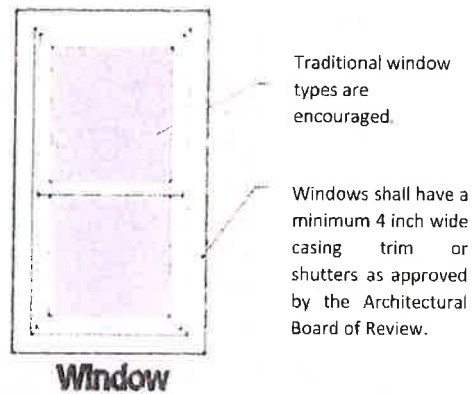 Traditional window
types are
encouraged.
Windows shall have a
minimum 4 inch wide
casing trim or
shutters as approved
by the Architectural
Board of Review.
Window